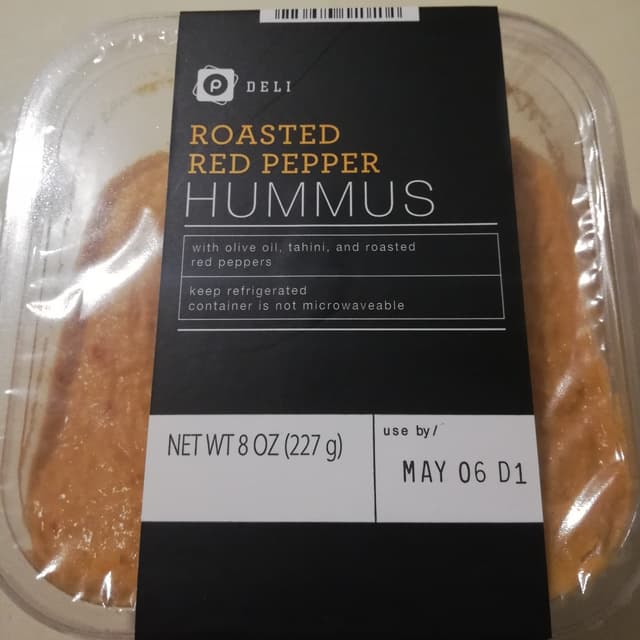 P DELI
ROASTED
RED PEPPER
HUMMUS
with olive oil, tahini, and roasted
red peppers
keep refrigerated
container is not microwaveable
NET WT 8 OZ (227 g)
use by/
MAY 06 D1